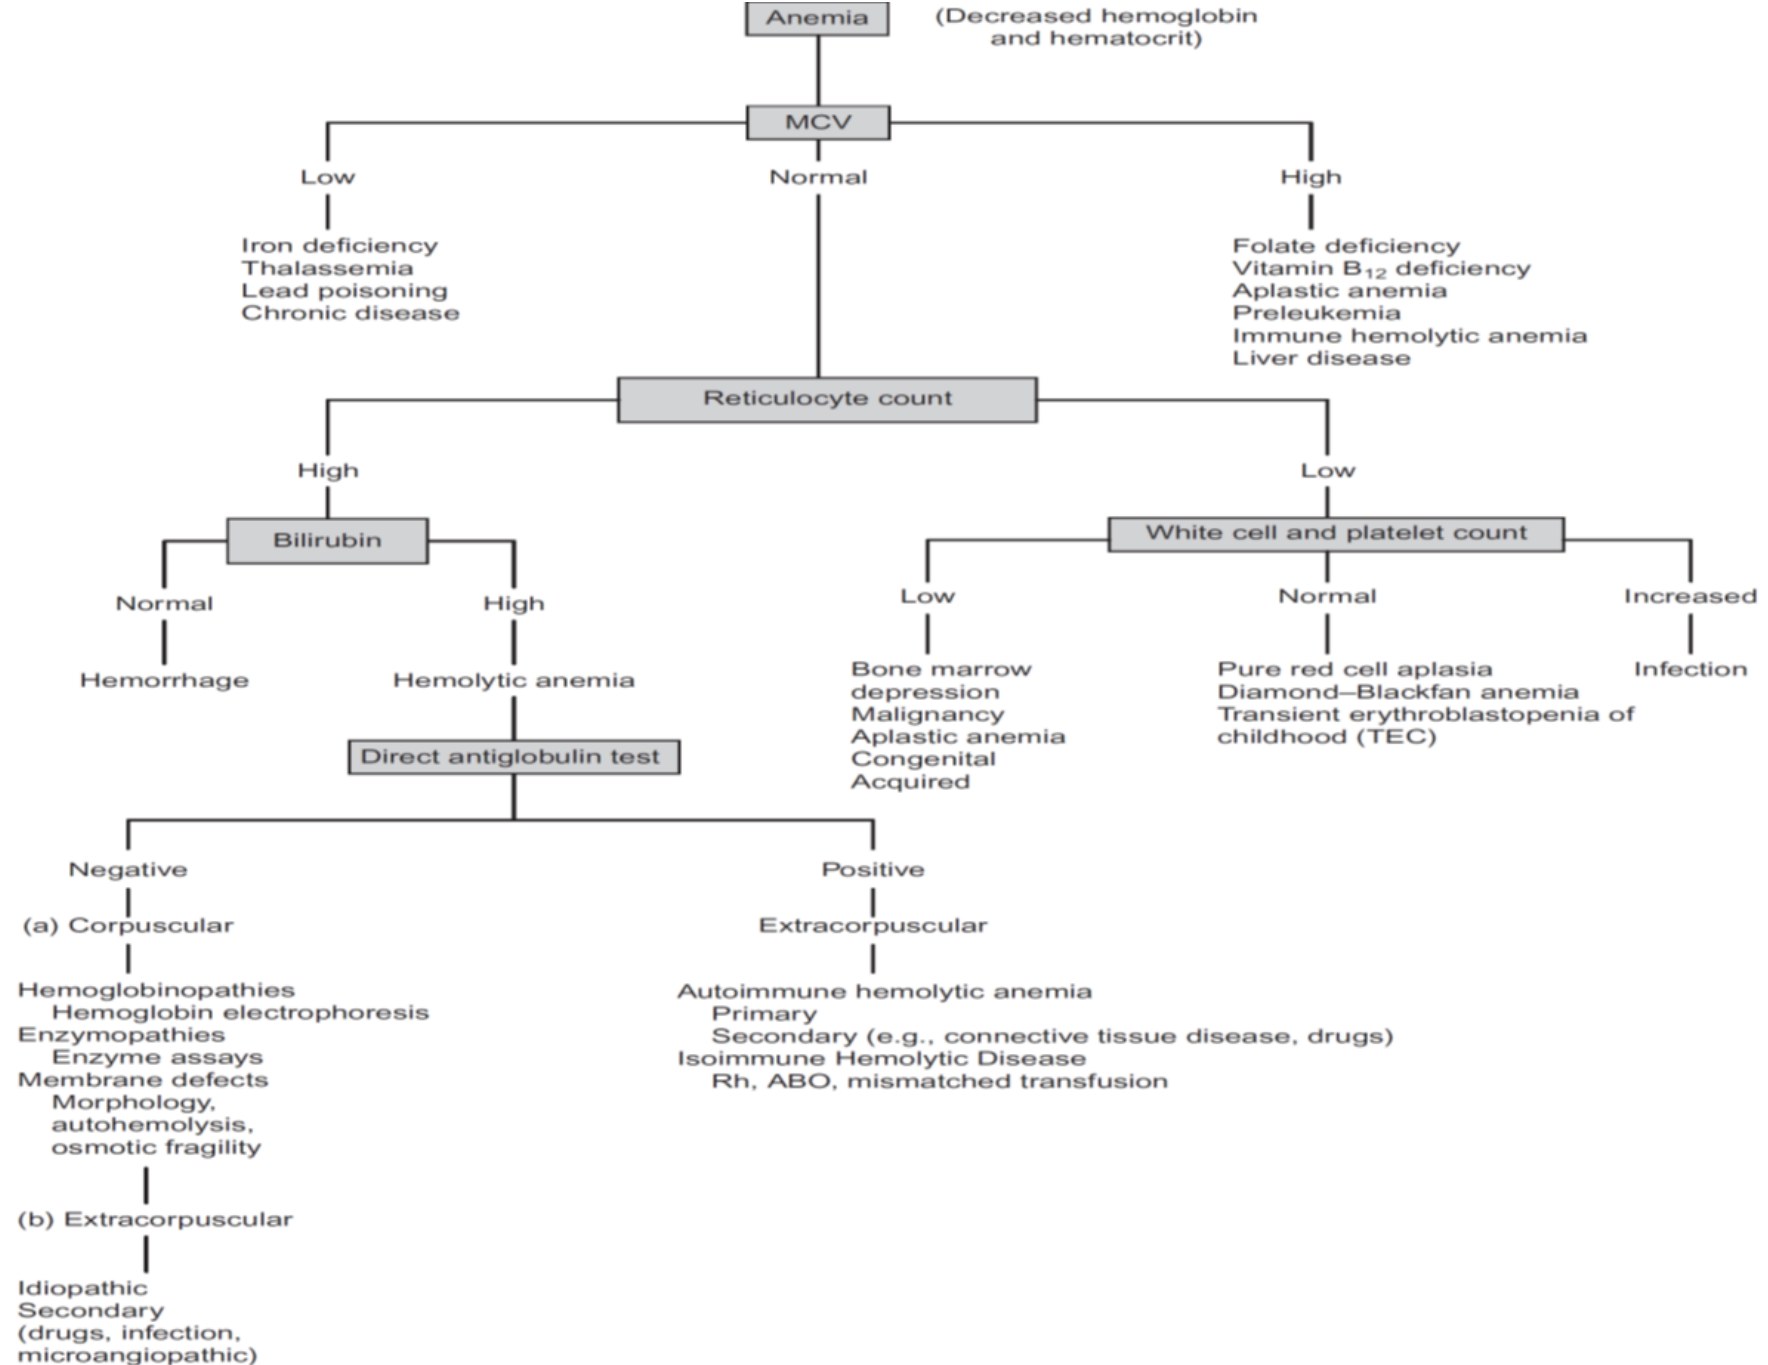 Anemia
(Decreased hemoglobin
and hematocrit)
MCV
Low
Normal
High
Iron deficiency
Thalassemia
Lead poisoning
Chronic disease
Folate deficiency
Vitamin B12 deficiency
Aplastic anemia
Preleukemia
Immune hemolytic anemia
Liver disease
Reticulocyte count
High
Low
Bilirubin
White cell and platelet count
Normal
High
Low
Normal
Increased
Hemorrhage
Hemolytic anemia
Bone marrow
depression
Malignancy
Aplastic anemia
Congenital
Acquired
Pure red cell aplasia
Diamond–Blackfan anemia
Transient erythroblastopenia of
childhood (TEC)
Infection
Direct antiglobulin test
Negative
Positive
(a) Corpuscular
Extracorpuscular
Hemoglobinopathies
Hemoglobin electrophoresis
Enzymopathies
Enzyme assays
Membrane defects
Morphology,
autohemolysis,
osmotic fragility
Autoimmune hemolytic anemia
Primary
Secondary (e.g., connective tissue disease, drugs)
Isoimmune Hemolytic Disease
Rh, ABO, mismatched transfusion
(b) Extracorpuscular
Idiopathic
Secondary
(drugs, infection,
microangiopathic)